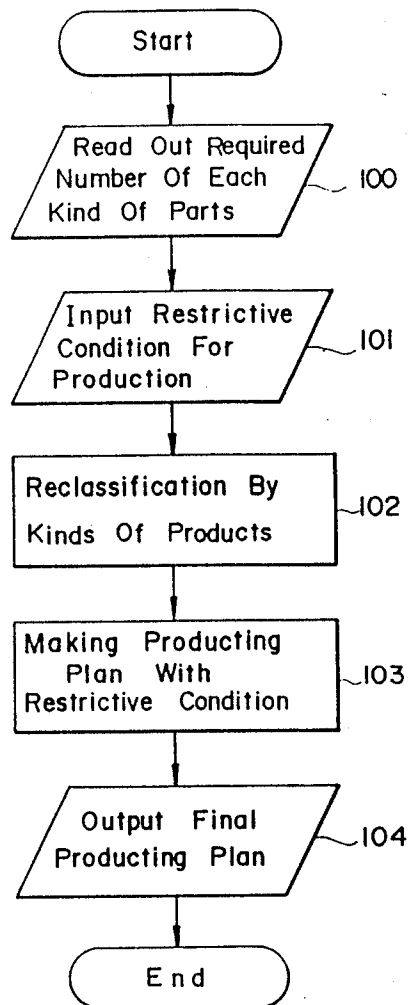 Start
Read Out Required
Number Of Each
Kind Of Parts
100
Input Restrictive
Condition For
Production
101
Reclassification By
Kinds Of Products
102
Making Producting
Plan With
Restrictive Condition
103
Output Final
Producting Plan
104
End